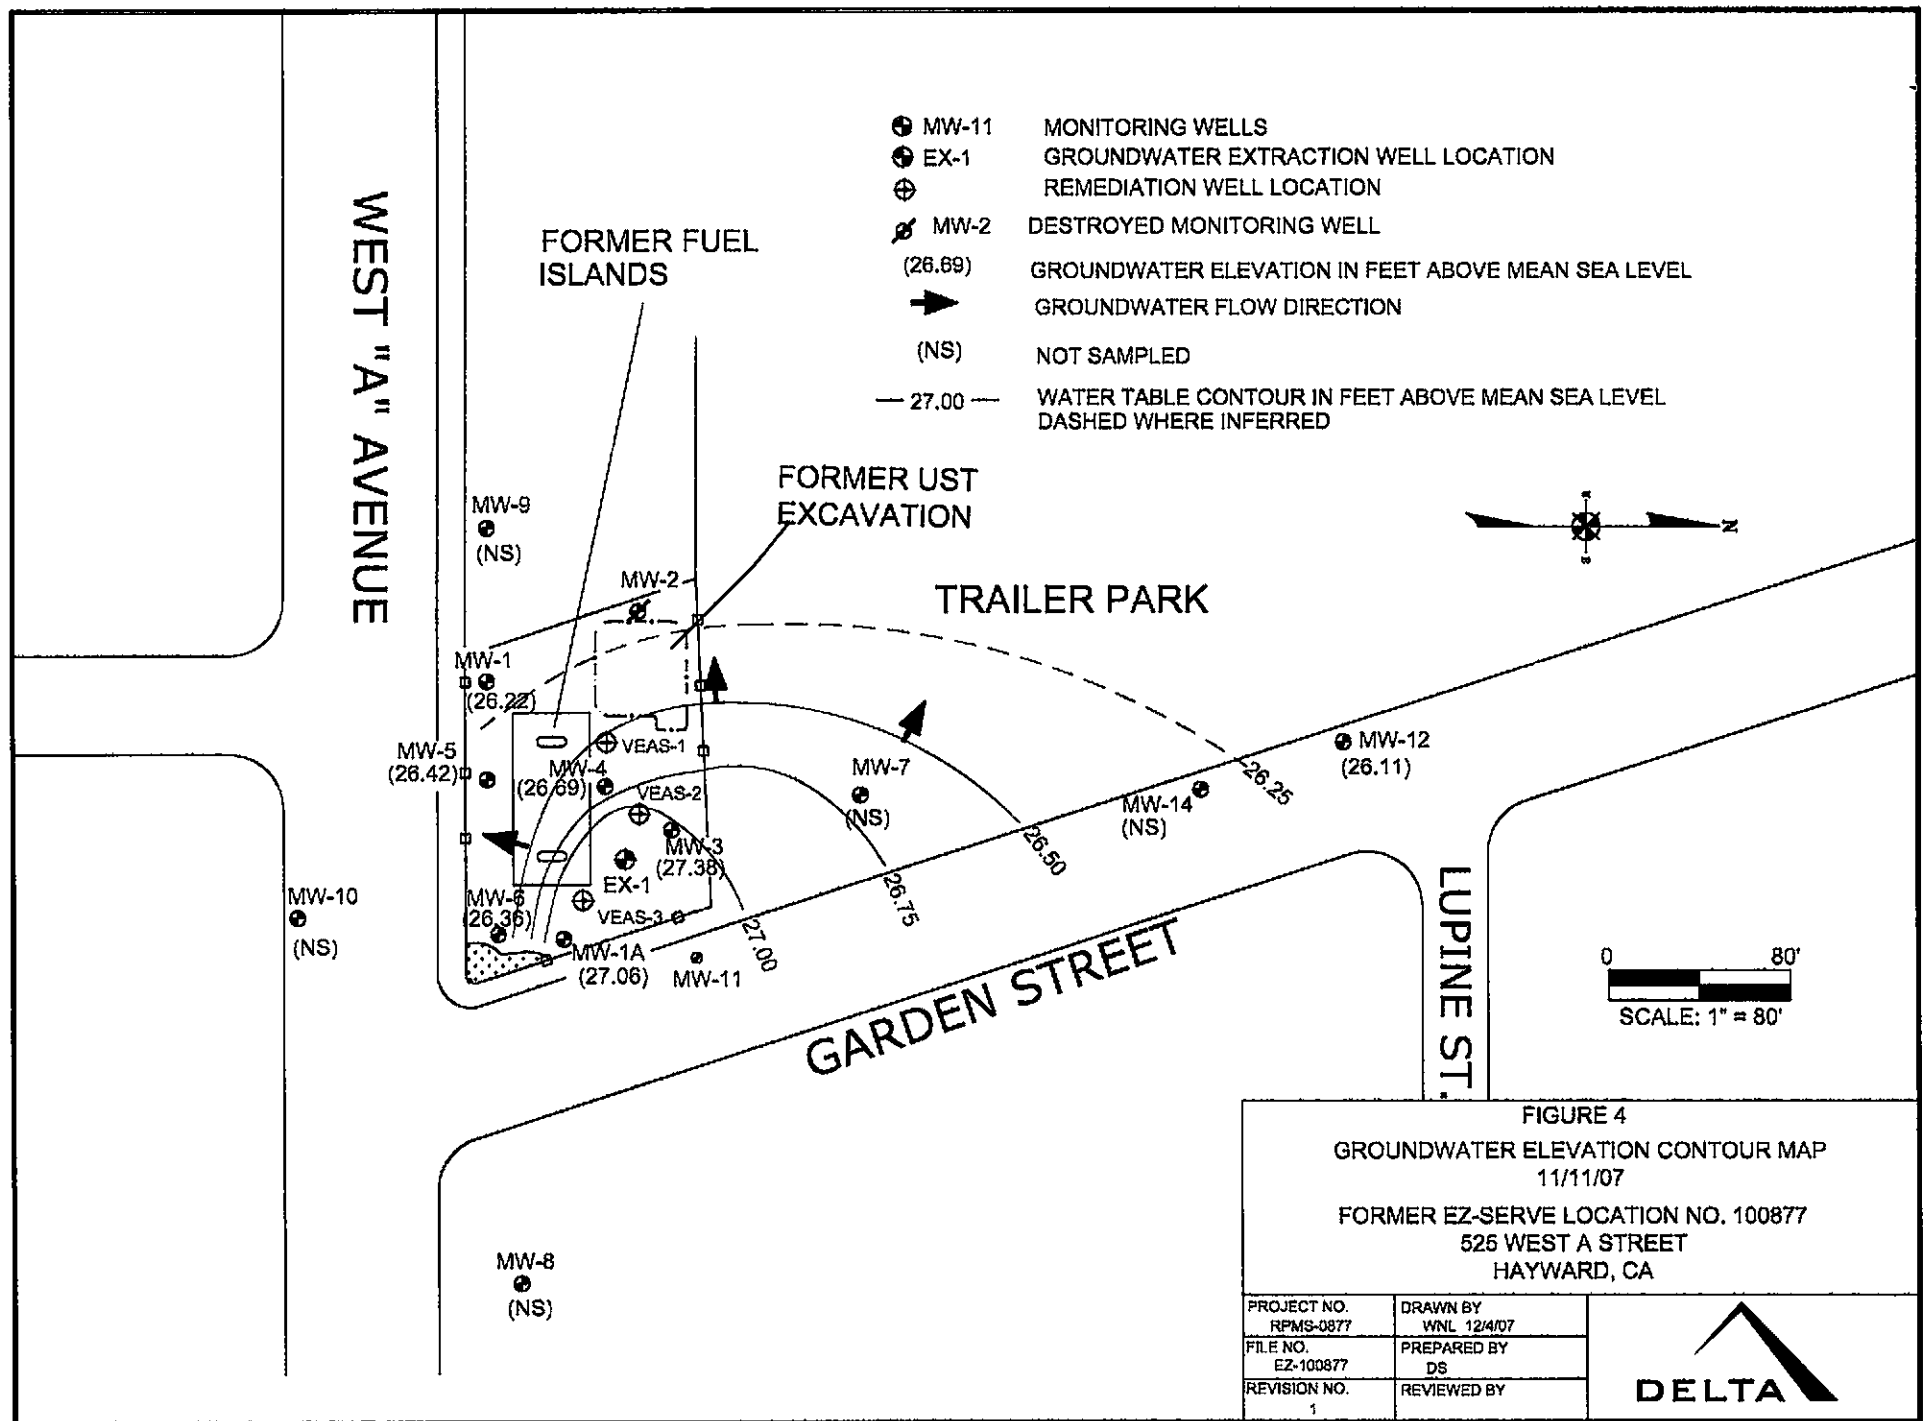 MW-11 MONITORING WELLS
EX-1 GROUNDWATER EXTRACTION WELL LOCATION
REMEDIATION WELL LOCATION
MW-2 DESTROYED MONITORING WELL
(26.69) GROUNDWATER ELEVATION IN FEET ABOVE MEAN SEA LEVEL
GROUNDWATER FLOW DIRECTION
(NS) NOT SAMPLED
27.00 WATER TABLE CONTOUR IN FEET ABOVE MEAN SEA LEVEL
DASHED WHERE INFERRED
WEST "A" AVENUE
FORMER FUEL
ISLANDS
FORMER UST
EXCAVATION
MW-9
(NS)
MW-2
TRAILER PARK
N
MW-1
(26.22)
MW-5
(26.42)
VEAS-1
MW-4
(26.69)
VEAS-2
MW-7
(NS)
MW-12
(26.11)
MW-14
(NS)
26.25
26.50
26.75
27.00
MW-3
(27.38)
EX-1
MW-6
(26.36)
VEAS-3
MW-10
(NS)
MW-1A
(27.06)
MW-11
GARDEN STREET
LUPINE ST.
0 80'
SCALE: 1" = 80'
MW-8
(NS)
FIGURE 4
GROUNDWATER ELEVATION CONTOUR MAP
11/11/07
FORMER EZ-SERVE LOCATION NO. 100877
525 WEST A STREET
HAYWARD, CA
PROJECT NO.
RPMS-0877
DRAWN BY
WNL 12/4/07
FILE NO.
EZ-100877
PREPARED BY
DS
REVISION NO.
1
REVIEWED BY
DELTA